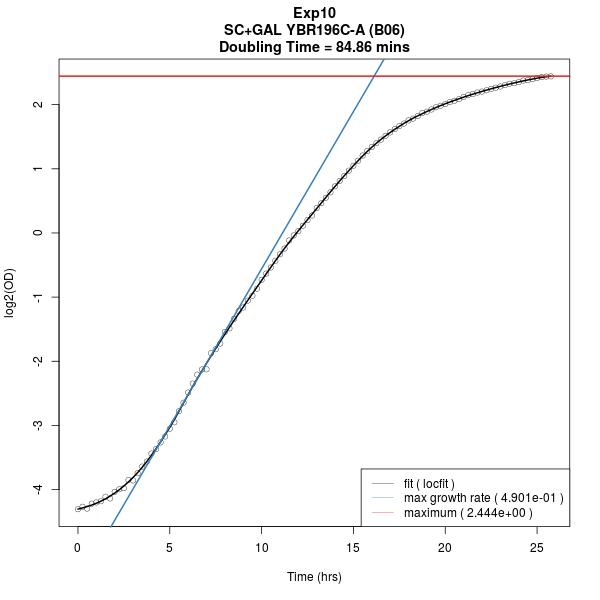 Exp10
SC+GAL YBR196C-A (B06)
Doubling Time = 84.86 mins
log2(OD)
2
1
0
-1
-2
-3
-4
fit ( locfit )
max growth rate ( 4.901e-01 )
maximum ( 2.444e+00 )
0 5 10 15 20 25
Time (hrs)